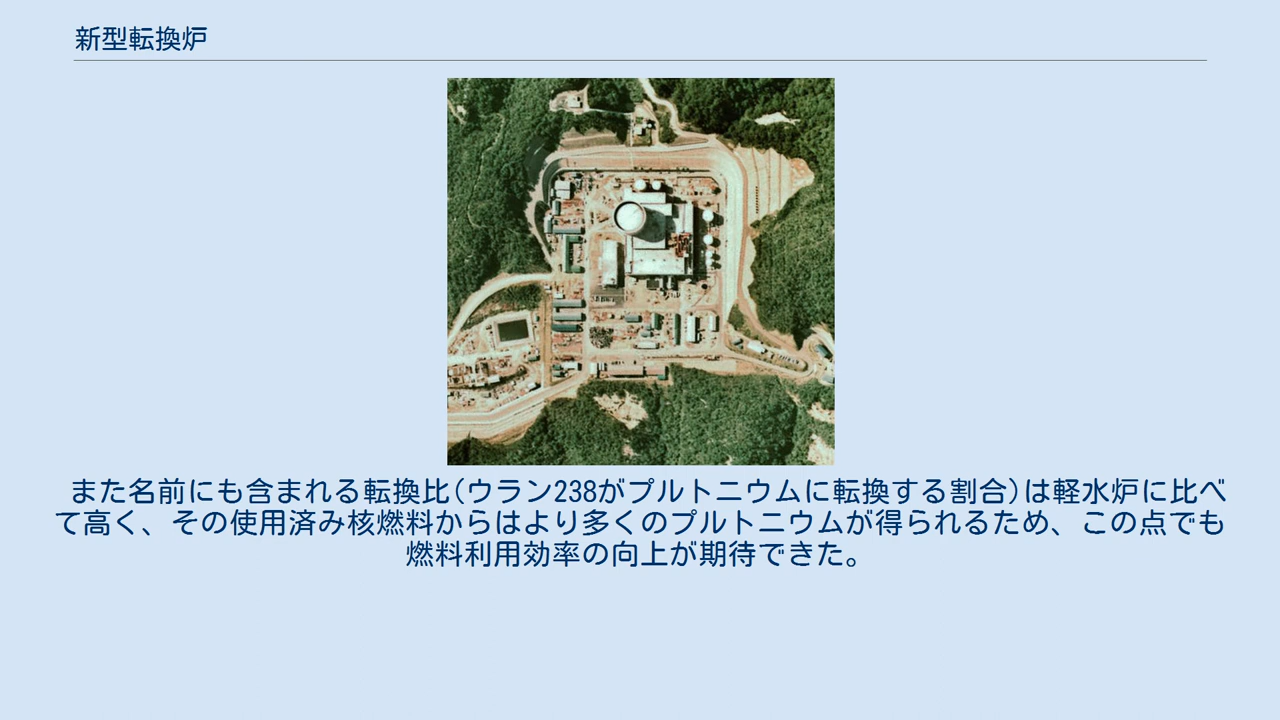 新型転換炉
また名前にも含まれる転換比(ウラン238がプルトニウムに転換する割合)は軽水炉に比べ
て高く、その使用済み核燃料からはより多くのプルトニウムが得られるため、この点でも
燃料利用効率の向上が期待できた。